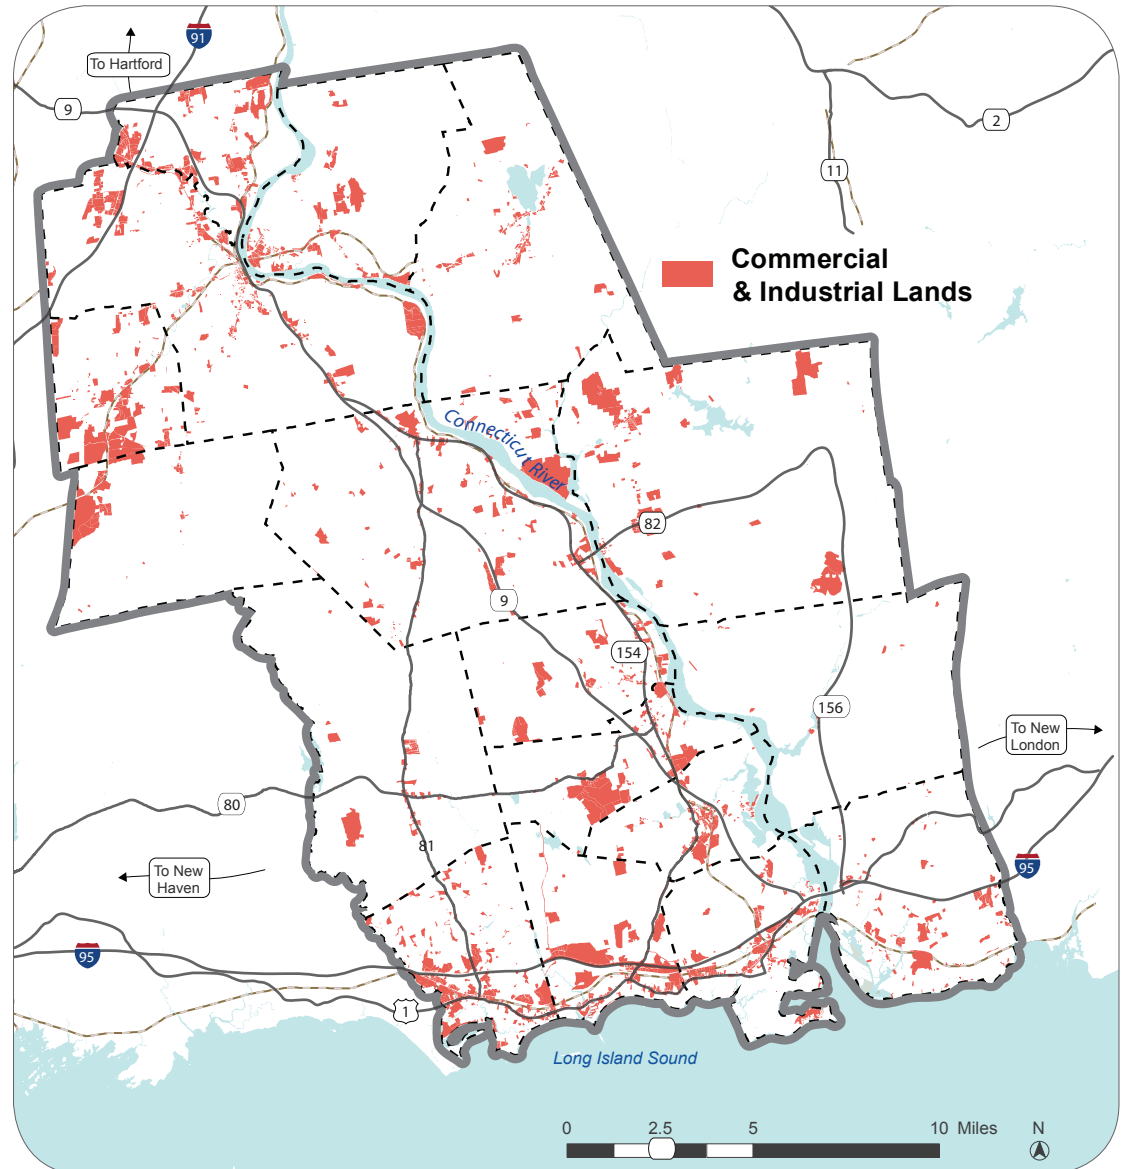 91
To Hartford
9
2
11
Commercial
& Industrial Lands
Connecticut River
82
9
154
156
To New
London
80
81
To New
Haven
95
95
1
Long Island Sound
0 2.5 5 10 Miles
N